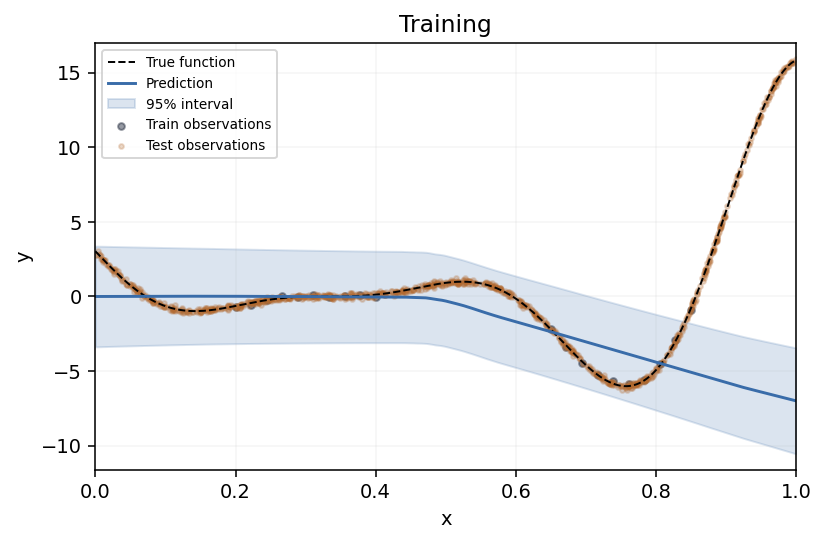 Training
True function
Prediction
95% interval
Train observations
Test observations
15
10
5
0
−5
−10
y
0.0 0.2 0.4 0.6 0.8 1.0
x